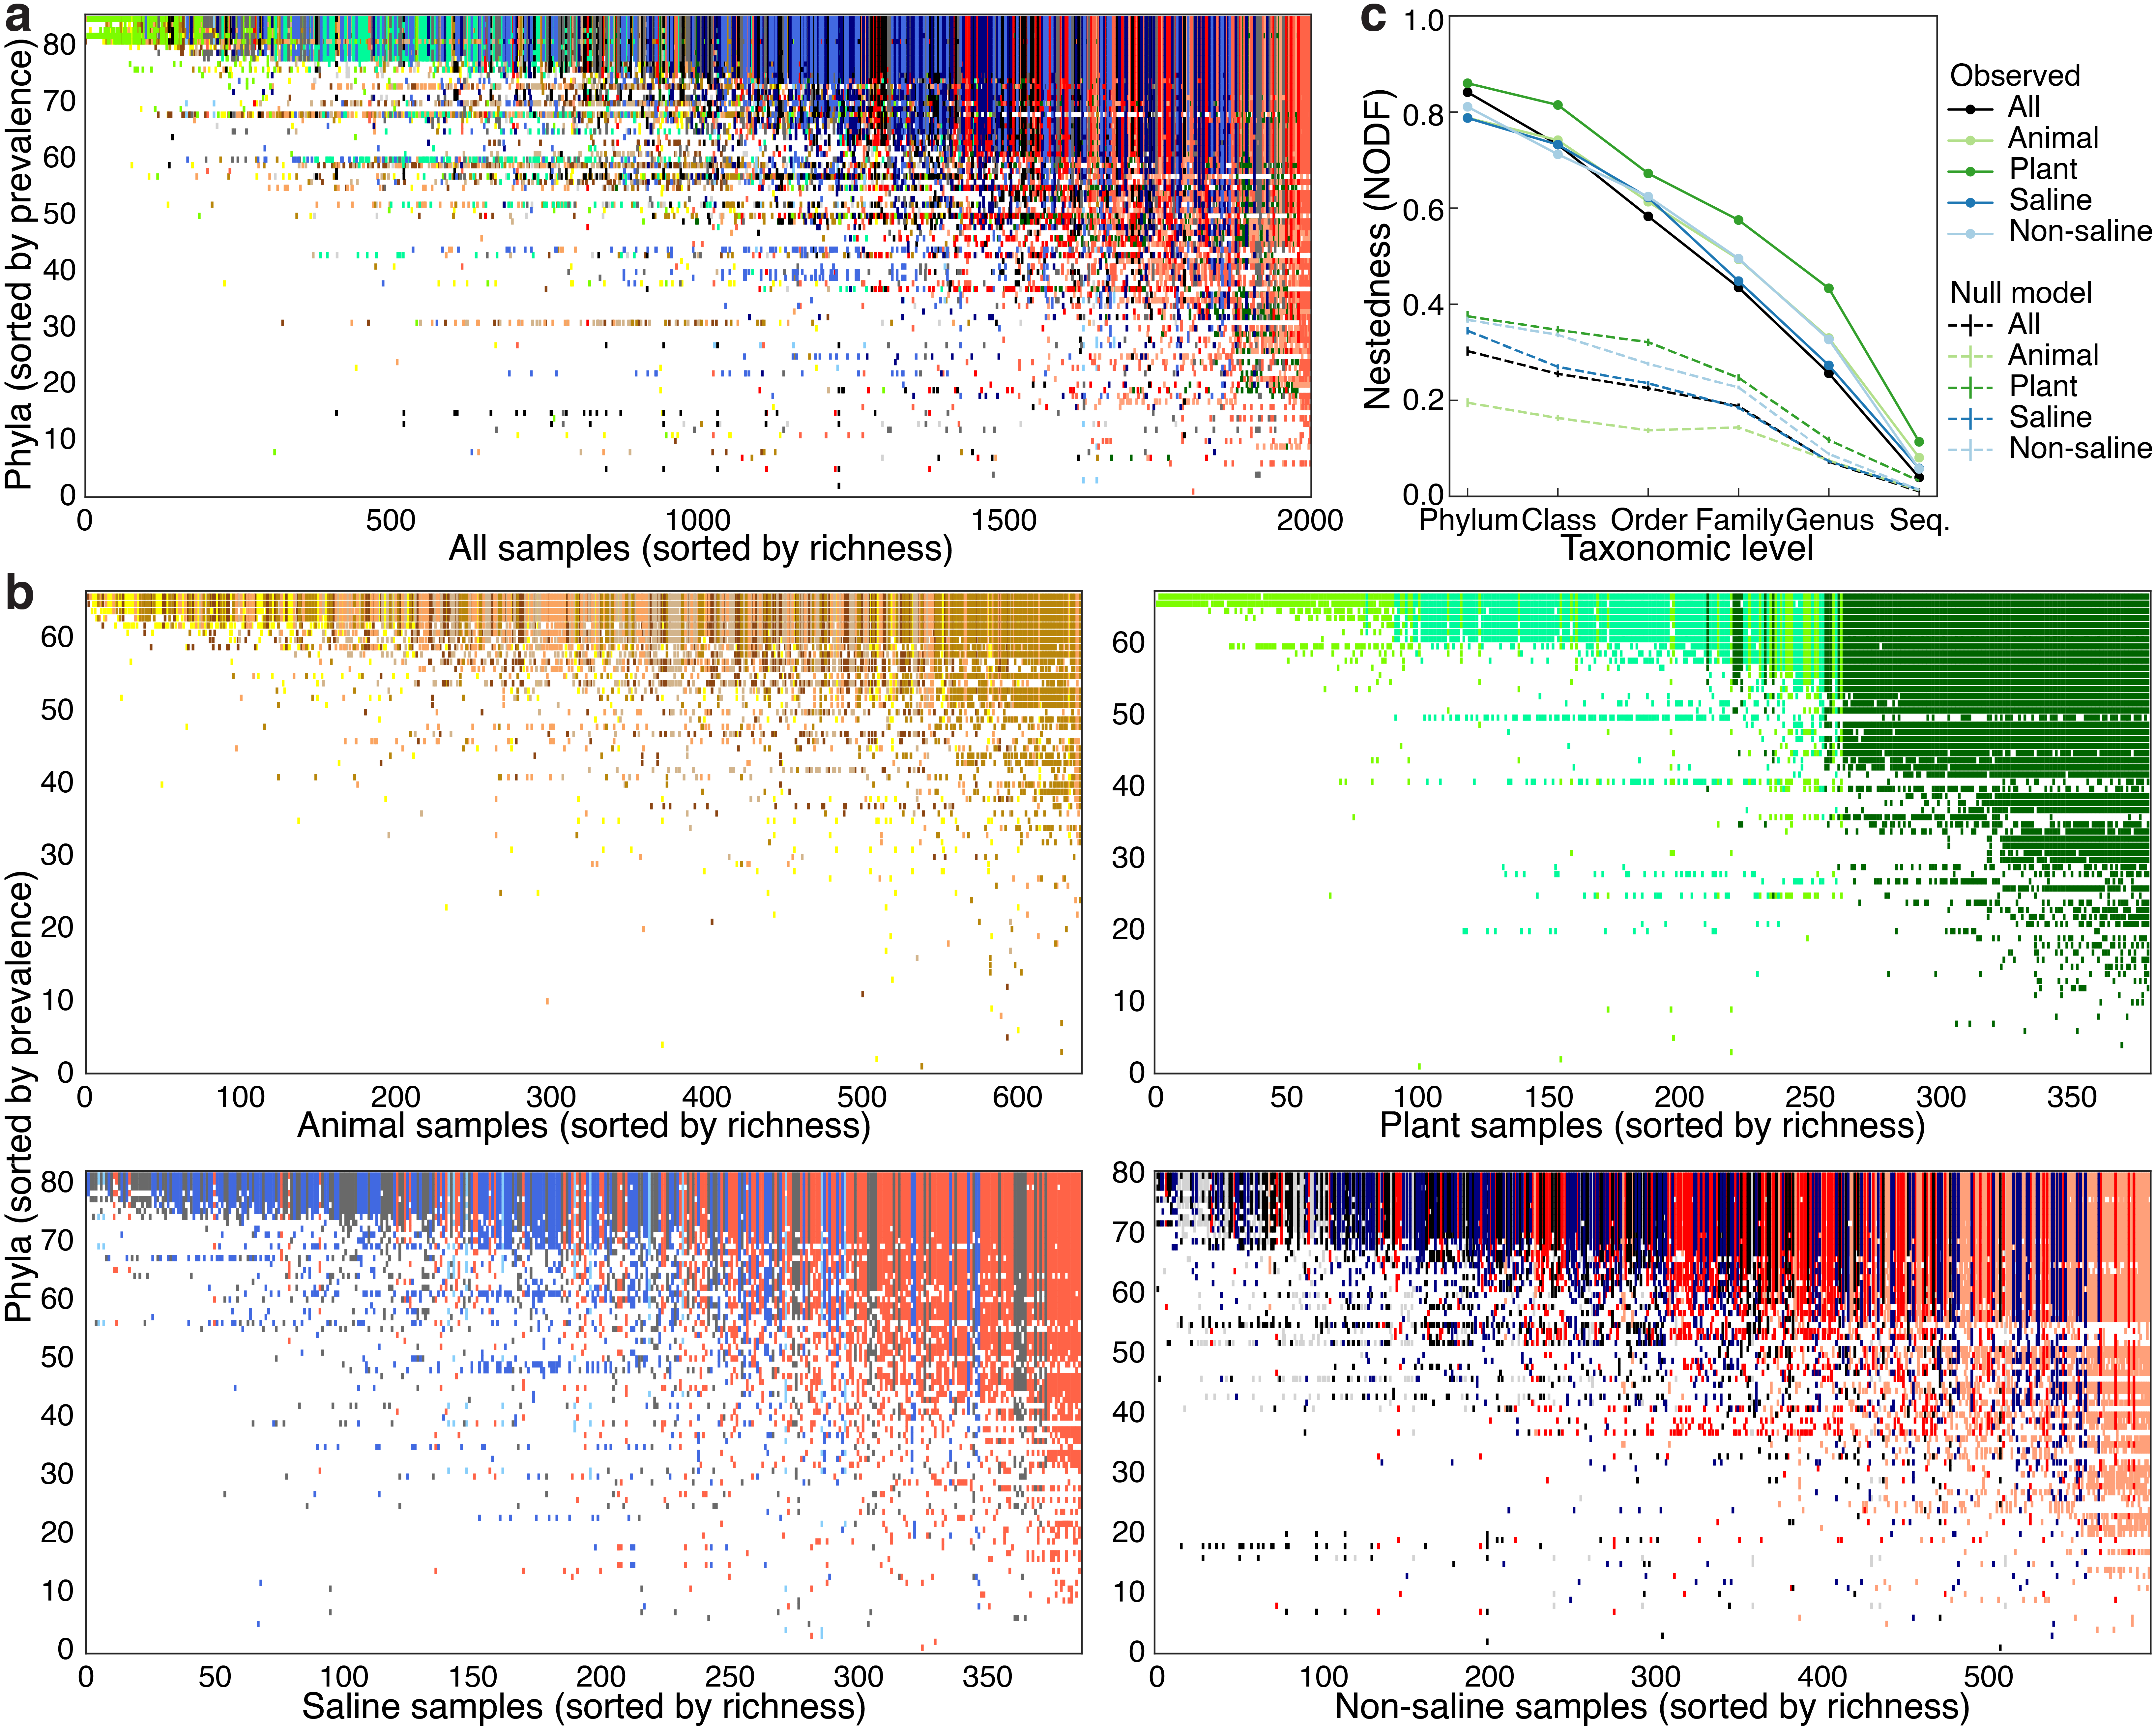 a
Phyla (sorted by prevalence)
80
70
60
50
40
30
20
10
0
0 500 1000 1500 2000
All samples (sorted by richness)
c
Nestedness (NODF)
1.0
0.8
0.6
0.4
0.2
0.0
Phylum Class Order Family Genus Seq.
Taxonomic level
Observed
All
Animal
Plant
Saline
Non-saline
Null model
All
Animal
Plant
Saline
Non-saline
b
Phyla (sorted by prevalence)
60
50
40
30
20
10
0
0 100 200 300 400 500 600
Animal samples (sorted by richness)
60
50
40
30
20
10
0
0 50 100 150 200 250 300 350
Plant samples (sorted by richness)
80
70
60
50
40
30
20
10
0
0 50 100 150 200 250 300 350
Saline samples (sorted by richness)
80
70
60
50
40
30
20
10
0
0 100 200 300 400 500
Non-saline samples (sorted by richness)